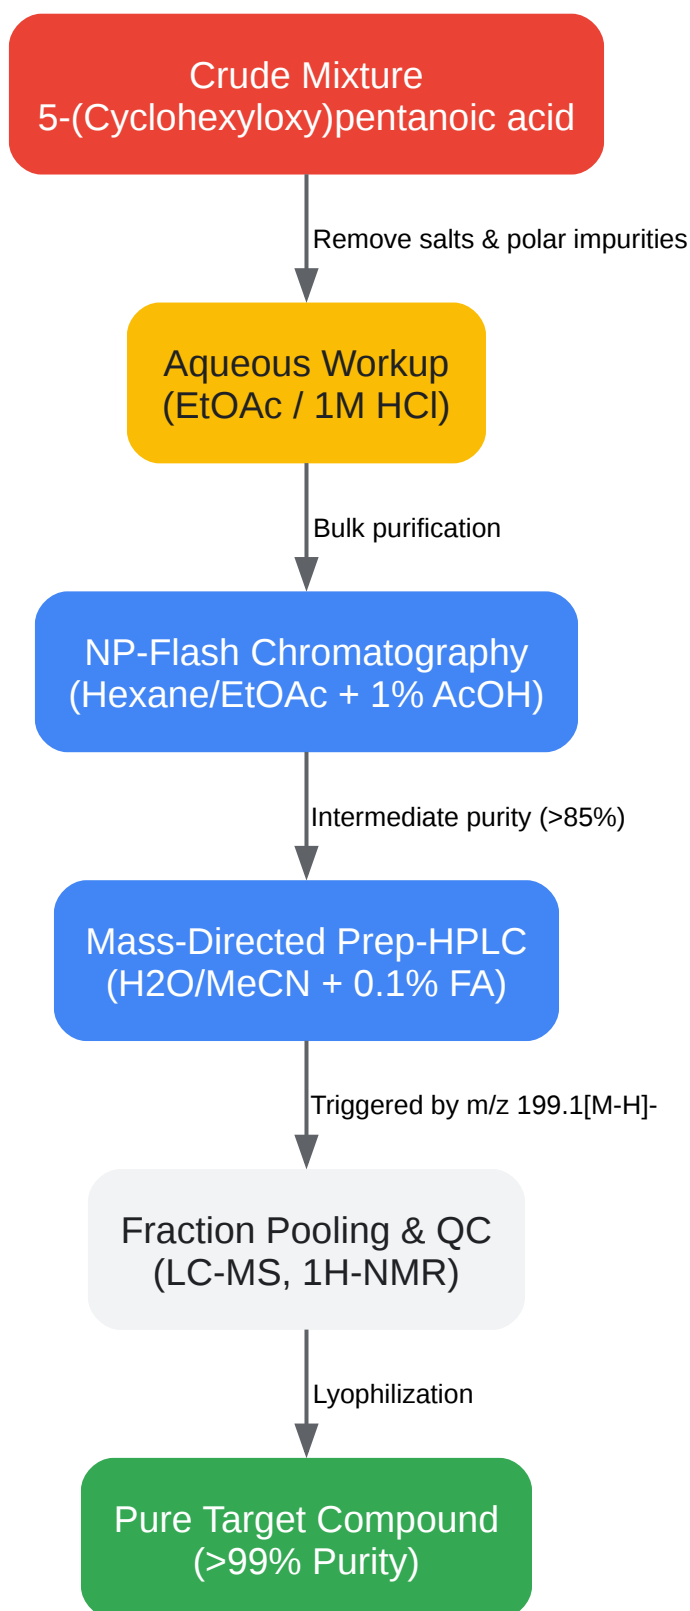 Crude Mixture
5-(Cyclohexyloxy)pentanoic acid
Remove salts & polar impurities
Aqueous Workup
(EtOAc / 1M HCl)
Bulk purification
NP-Flash Chromatography
(Hexane/EtOAc + 1% AcOH)
Intermediate purity (>85%)
Mass-Directed Prep-HPLC
(H2O/MeCN + 0.1% FA)
Triggered by m/z 199.1[M-H]-
Fraction Pooling & QC
(LC-MS, 1H-NMR)
Lyophilization
Pure Target Compound
(>99% Purity)